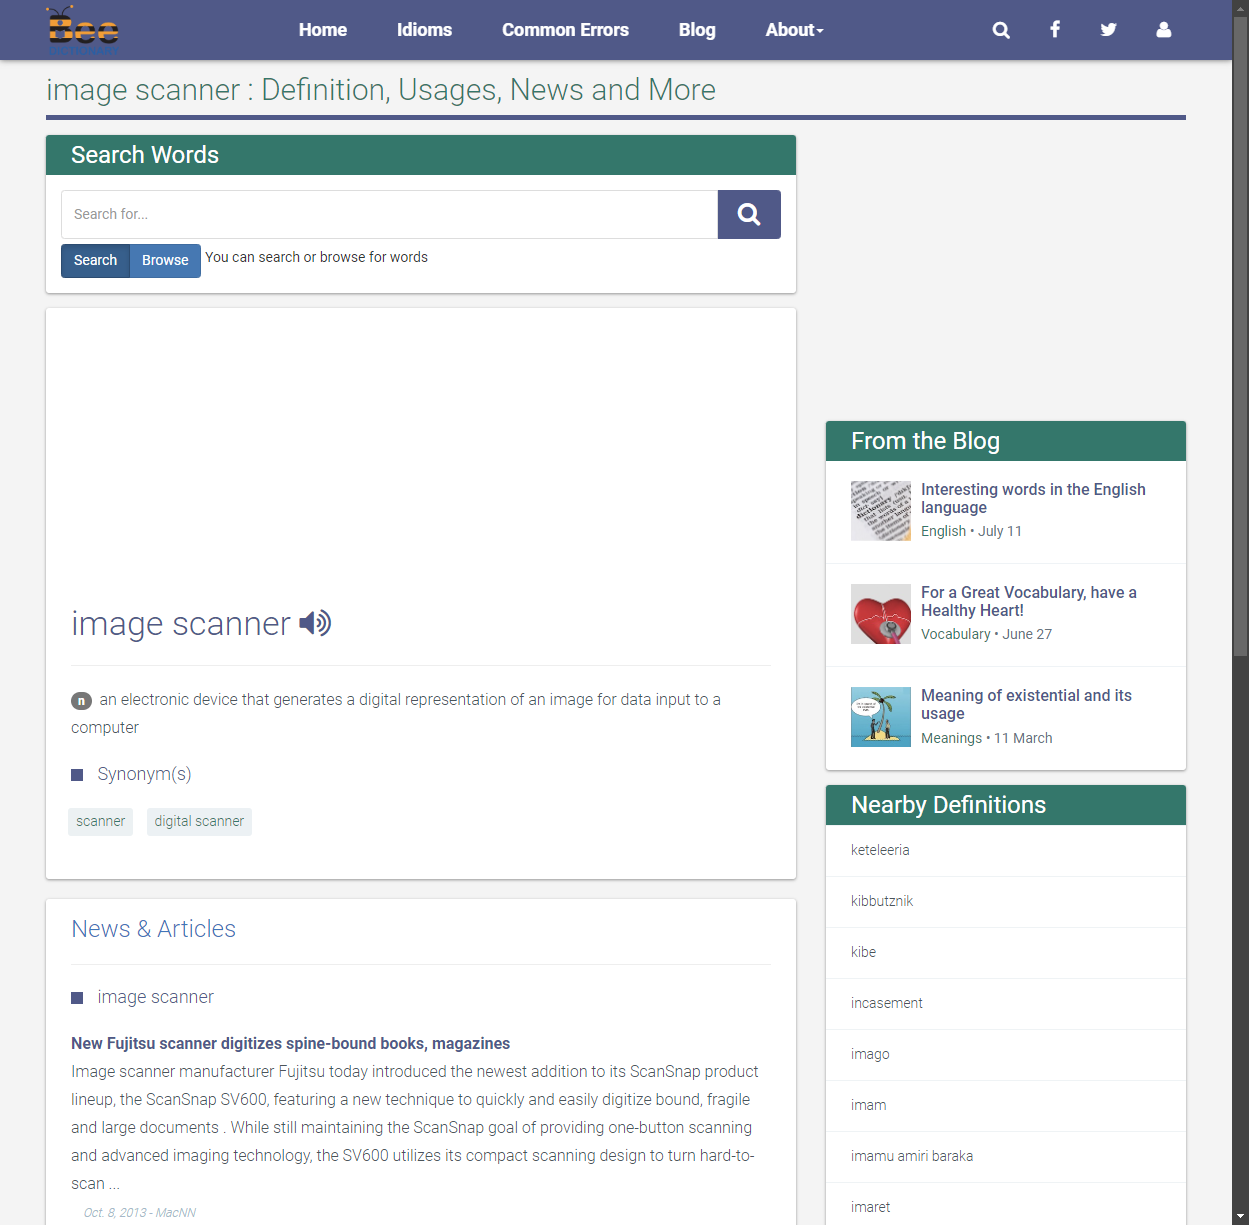 Bee
DICTIONARY
Home
Idioms
Common Errors
Blog
About
image scanner : Definition, Usages, News and More
Search Words
Search for...
Search
Browse
You can search or browse for words
image scanner
n an electronic device that generates a digital representation of an image for data input to a
computer
Synonym(s)
scanner
digital scanner
News & Articles
image scanner
New Fujitsu scanner digitizes spine-bound books, magazines
Image scanner manufacturer Fujitsu today introduced the newest addition to its ScanSnap product
lineup, the ScanSnap SV600, featuring a new technique to quickly and easily digitize bound, fragile
and large documents . While still maintaining the ScanSnap goal of providing one-button scanning
and advanced imaging technology, the SV600 utilizes its compact scanning design to turn hard-to-
scan ...
Oct. 8, 2013 - MacNN
From the Blog
dictionary
Interesting words in the English
language
English • July 11
For a Great Vocabulary, have a
Healthy Heart!
Vocabulary • June 27
Meaning of existential and its
usage
Meanings • 11 March
Nearby Definitions
keteleeria
kibbutznik
kibe
incasement
imago
imam
imamu amiri baraka
imaret